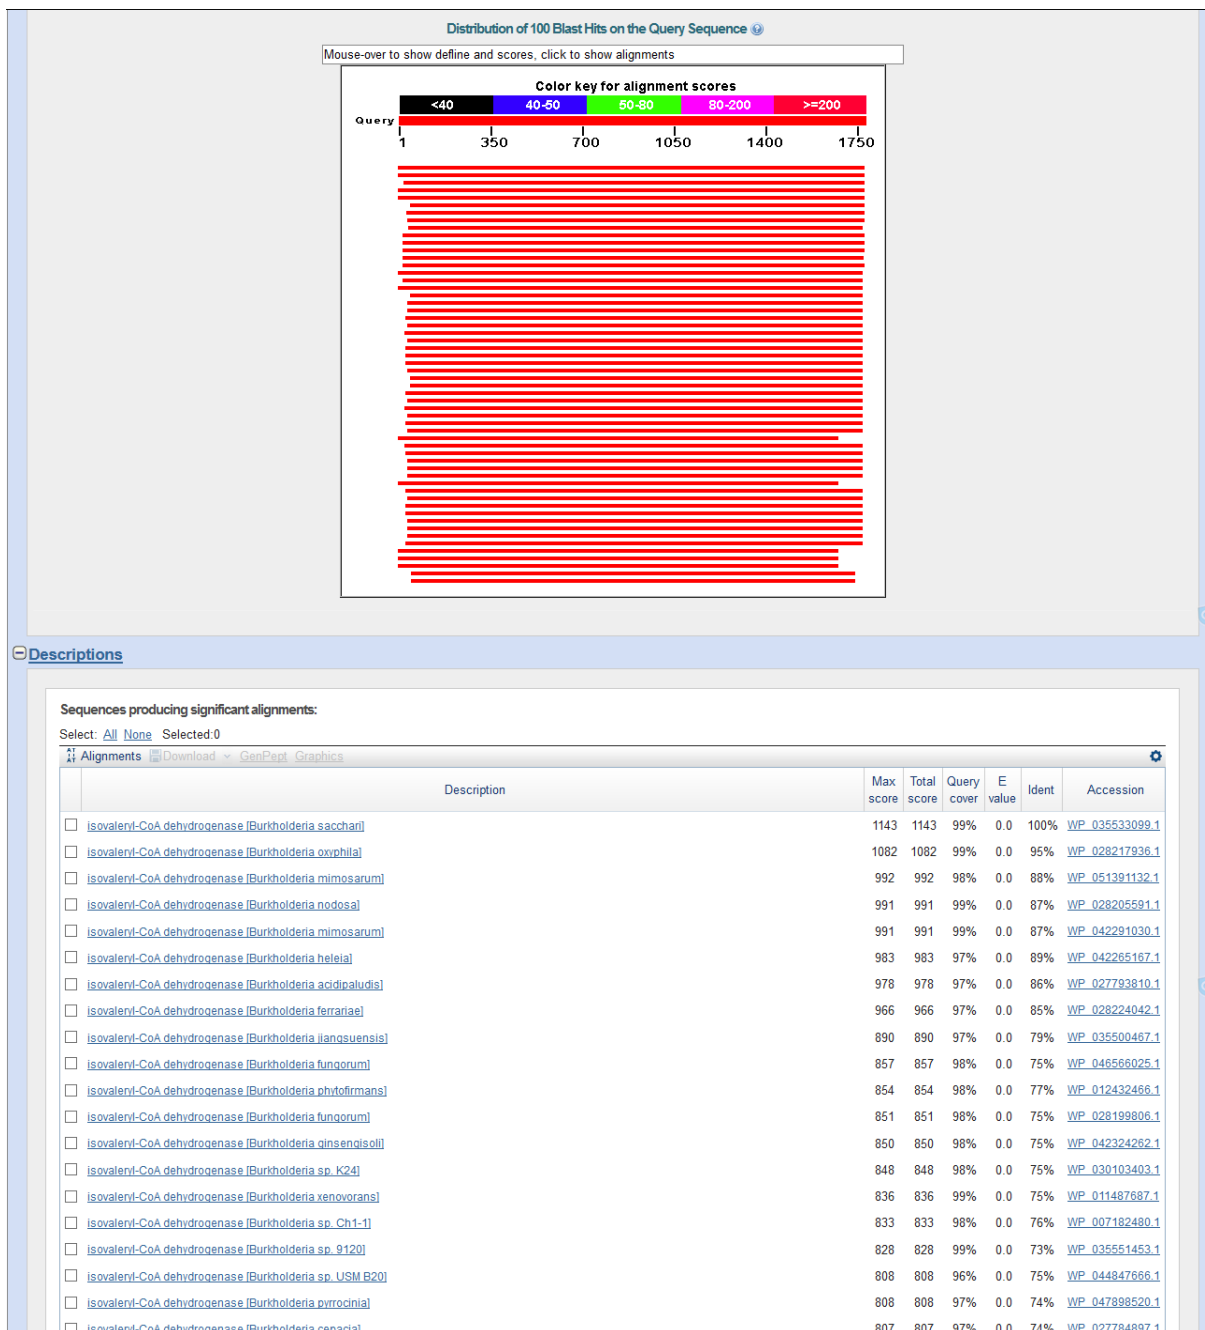 Distribution of 100 Blast Hits on the Query Sequence
Mouse-over to show defline and scores, click to show alignments
Color key for alignment scores
<40 40-50 50-80 80-200 >=200
Query
1 350 700 1050 1400 1750
Descriptions
Sequences producing significant alignments:
Select: All None Selected:0
Alignments Download GenPept Graphics
Description Max score Total score Query cover E value Ident Accession
isovaleryl-CoA dehydrogenase [Burkholderia sacchari] 1143 1143 99% 0.0 100% WP_035533099.1
isovaleryl-CoA dehydrogenase [Burkholderia oxyphila] 1082 1082 99% 0.0 95% WP_028217936.1
isovaleryl-CoA dehydrogenase [Burkholderia mimosarum] 992 992 98% 0.0 88% WP_051391132.1
isovaleryl-CoA dehydrogenase [Burkholderia nodosa] 991 991 99% 0.0 87% WP_028205591.1
isovaleryl-CoA dehydrogenase [Burkholderia mimosarum] 991 991 99% 0.0 87% WP_042291030.1
isovaleryl-CoA dehydrogenase [Burkholderia heleia] 983 983 97% 0.0 89% WP_042265167.1
isovaleryl-CoA dehydrogenase [Burkholderia acidipaludis] 978 978 97% 0.0 86% WP_027793810.1
isovaleryl-CoA dehydrogenase [Burkholderia ferrariae] 966 966 97% 0.0 85% WP_028224042.1
isovaleryl-CoA dehydrogenase [Burkholderia jiangsuensis] 890 890 97% 0.0 79% WP_035500467.1
isovaleryl-CoA dehydrogenase [Burkholderia fungorum] 857 857 98% 0.0 75% WP_046566025.1
isovaleryl-CoA dehydrogenase [Burkholderia phytofirmans] 854 854 98% 0.0 77% WP_012432466.1
isovaleryl-CoA dehydrogenase [Burkholderia fungorum] 851 851 98% 0.0 75% WP_028199806.1
isovaleryl-CoA dehydrogenase [Burkholderia ginsengisoli] 850 850 98% 0.0 75% WP_042324262.1
isovaleryl-CoA dehydrogenase [Burkholderia sp. K24] 848 848 98% 0.0 75% WP_030103403.1
isovaleryl-CoA dehydrogenase [Burkholderia xenovorans] 836 836 99% 0.0 75% WP_011487687.1
isovaleryl-CoA dehydrogenase [Burkholderia sp. Ch1-1] 833 833 98% 0.0 76% WP_007182480.1
isovaleryl-CoA dehydrogenase [Burkholderia sp. 9120] 828 828 99% 0.0 73% WP_035551453.1
isovaleryl-CoA dehydrogenase [Burkholderia sp. USM B20] 808 808 96% 0.0 75% WP_044847666.1
isovaleryl-CoA dehydrogenase [Burkholderia pyrrocinia] 808 808 97% 0.0 74% WP_047898520.1
isovaleryl-CoA dehydrogenase [Burkholderia cepacia] 807 807 97% 0.0 74% WP_027784897.1